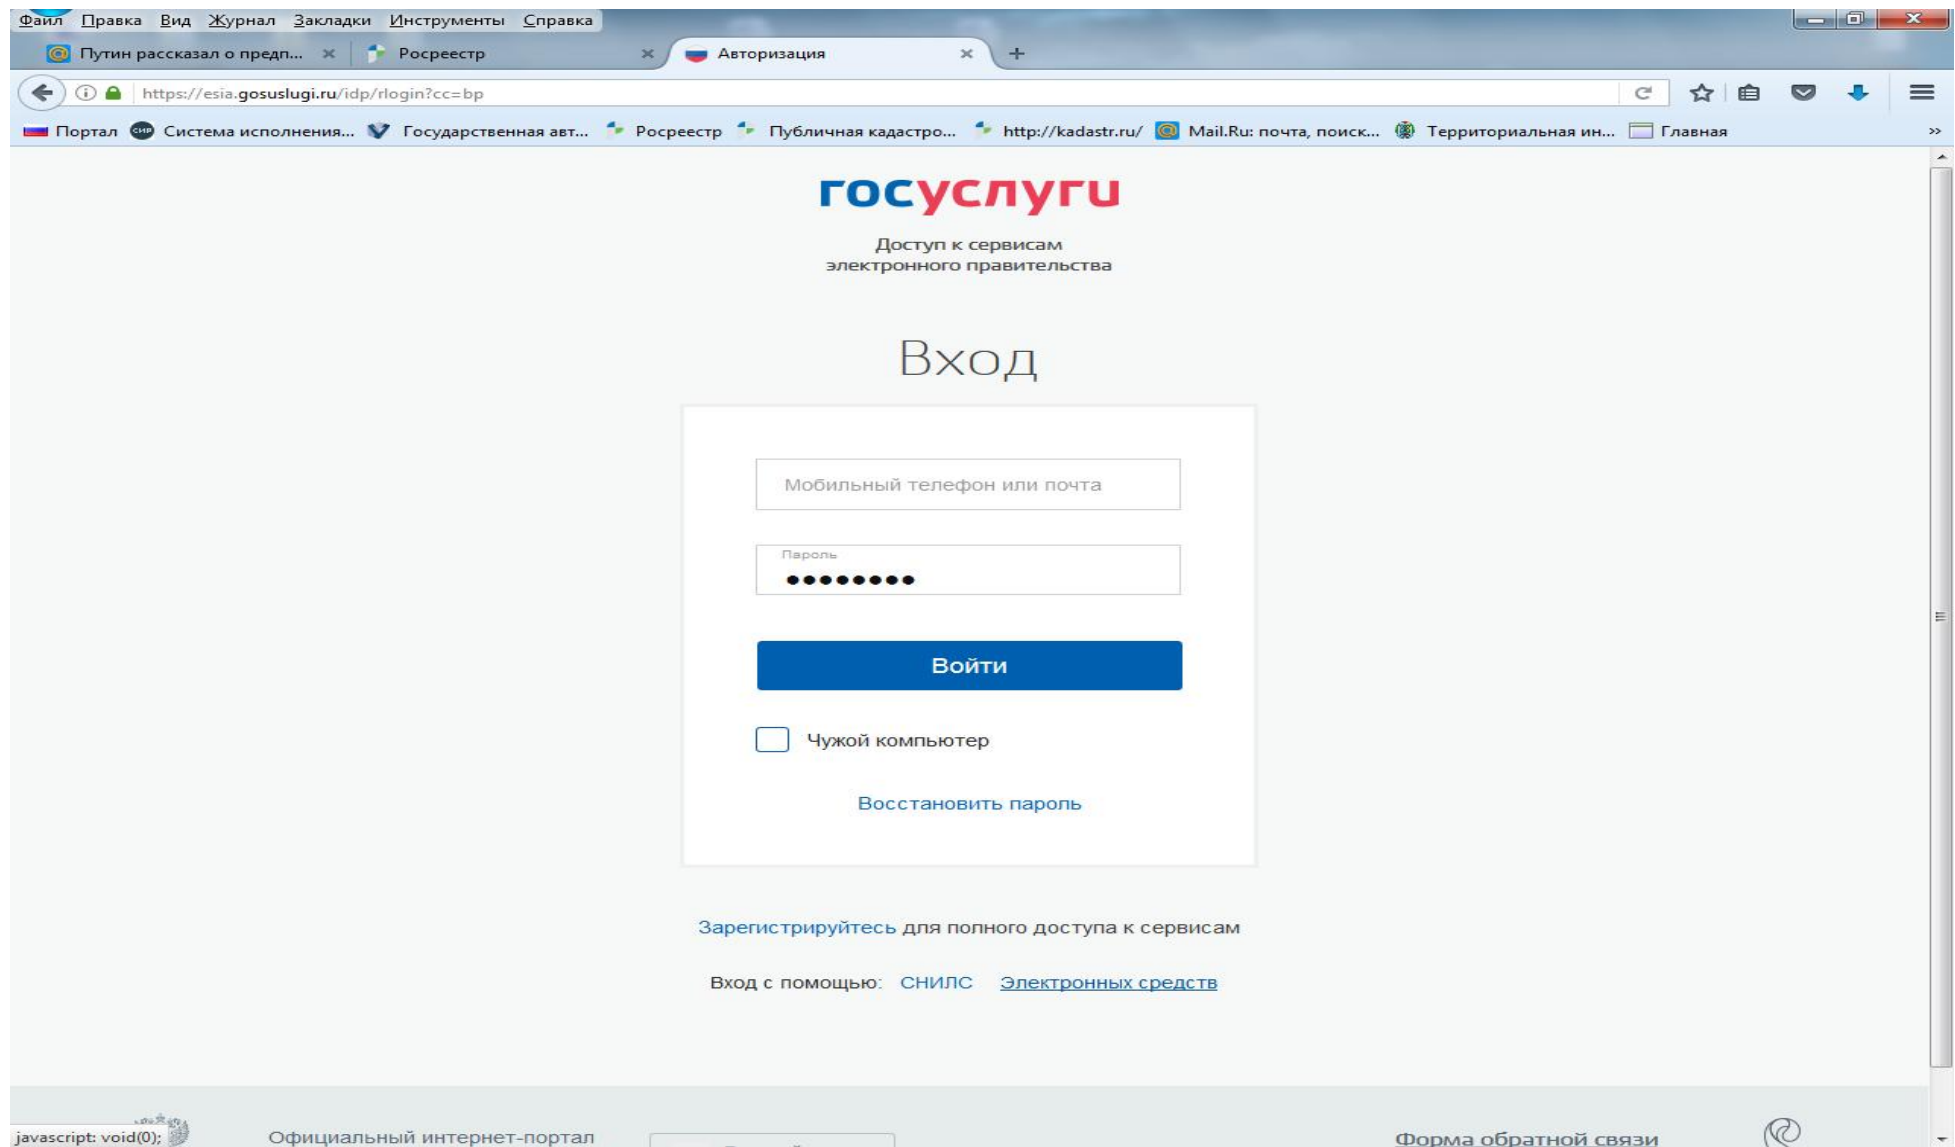 Файл Правка Вид Журнал Закладки Инструменты Справка
Путин рассказал о предп... Росреестр Авторизация
https://esia.gosuslugi.ru/idp/rlogin?cc=bp
Портал СИР Система исполнения... Государственная авт... Росреестр Публичная кадастро... http://kadastr.ru/ Mail.Ru: почта, поиск... Территориальная ин... Главная
госуслуги
Доступ к сервисам
электронного правительства
Вход
Мобильный телефон или почта
Пароль
Войти
Чужой компьютер
Восстановить пароль
Зарегистрируйтесь для полного доступа к сервисам
Вход с помощью: СНИЛС Электронных средств
javascript: void(0);
Официальный интернет-портал
Форма обратной связи